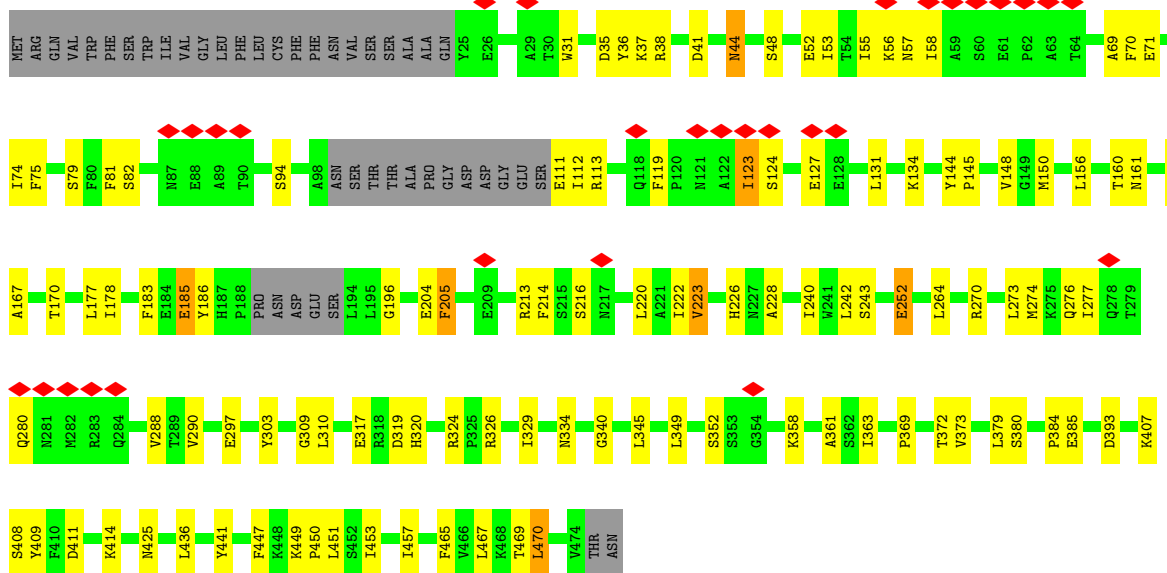 MET ARG GLN VAL TRP PHE SER TRP ILE VAL GLY LEU PHE LEU CYS PHE PHE ASN VAL SER SER ALA ALA GLN Y25 E26 A29 T30 W31 D35 Y36 K37 R38 D41 N44 S48 E52 I53 T54 I55 K56 N57 I58 A59 S60 E61 P62 A63 T64 A69 F70 E71
I74 F75 S79 F80 F81 S82 N87 E88 A89 T90 S94 A98 ASN SER THR THR ALA PRO GLY ASP ASP GLY GLU SER E111 I112 R113 Q118 F119 P120 N121 A122 I123 S124 E127 E128 L131 K134 Y144 P145 V148 G149 M150 L156 T160 N161
A167 T170 L177 I178 F183 E184 E185 Y186 H187 P188 PRO ASN ASP GLU SER L194 L195 G196 E204 F205 E209 R213 F214 S215 S216 N217 L220 A221 I222 V223 H226 N227 A228 I240 W241 L242 S243 E252 L264 R270 L273 M274 K275 Q276 I277 Q278 T279
Q280 N281 M282 R283 Q284 V288 T289 V290 E297 Y303 G309 L310 E317 R318 D319 H320 R324 P325 R326 I329 N334 G340 L345 L349 S352 S353 G354 K358 A361 S362 I363 P369 T372 V373 L379 S380 P384 E385 D393 K407
S408 Y409 F410 D411 K414 N425 L436 Y441 F447 K448 K449 P450 L451 S452 I453 I457 F465 V466 L467 K468 T469 L470 V474 THR ASN